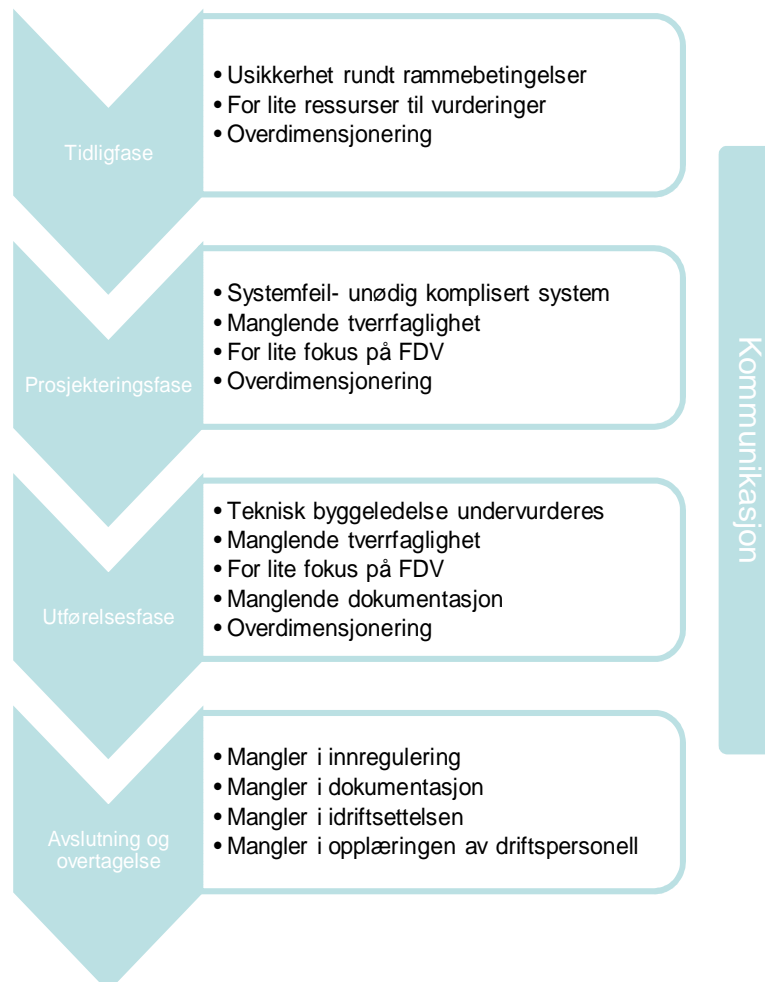 Tidligfase
• Usikkerhet rundt rammebetingelser
• For lite ressurser til vurderinger
• Overdimensjonering
Prosjekteringsfase
• Systemfeil- unødig komplisert system
• Manglende tverrfaglighet
• For lite fokus på FDV
• Overdimensjonering
Utførelsesfase
• Teknisk byggeledelse undervurderes
• Manglende tverrfaglighet
• For lite fokus på FDV
• Manglende dokumentasjon
• Overdimensjonering
Avslutning og
overtagelse
• Mangler i innregulering
• Mangler i dokumentasjon
• Mangler i idriftsettelsen
• Mangler i opplæringen av driftspersonell
Kommunikasjon